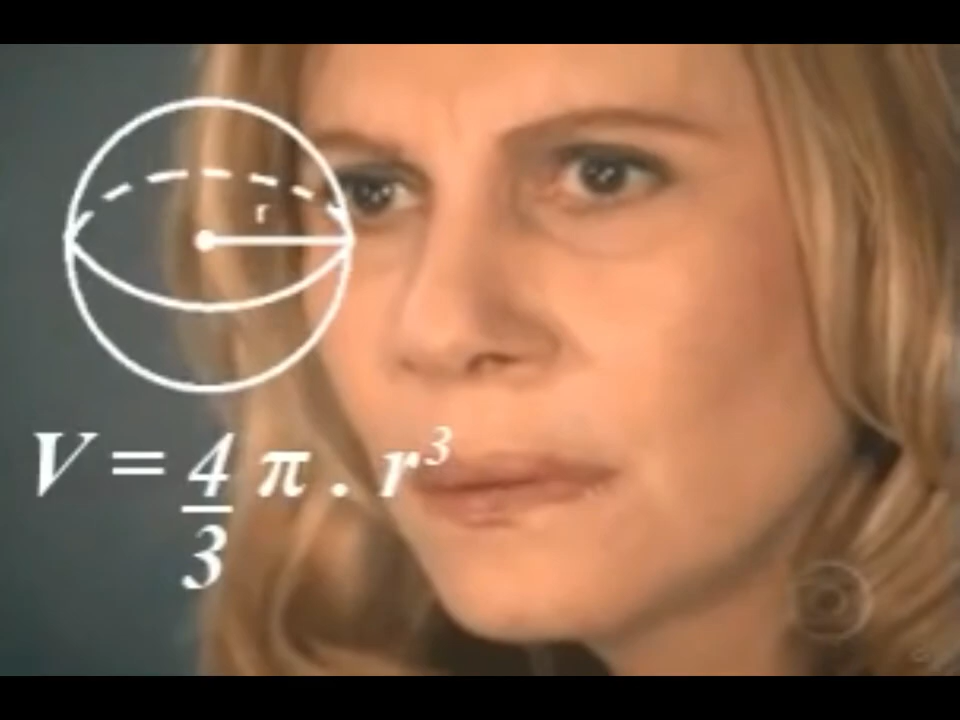 r
V = 4/3 π . r³